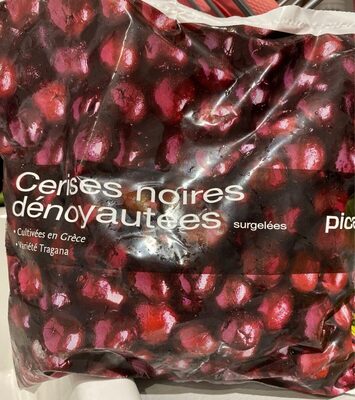 Cerises noires
dénoyautées surgelées
pica
• Cultivées en Grèce
• Variété Tragana